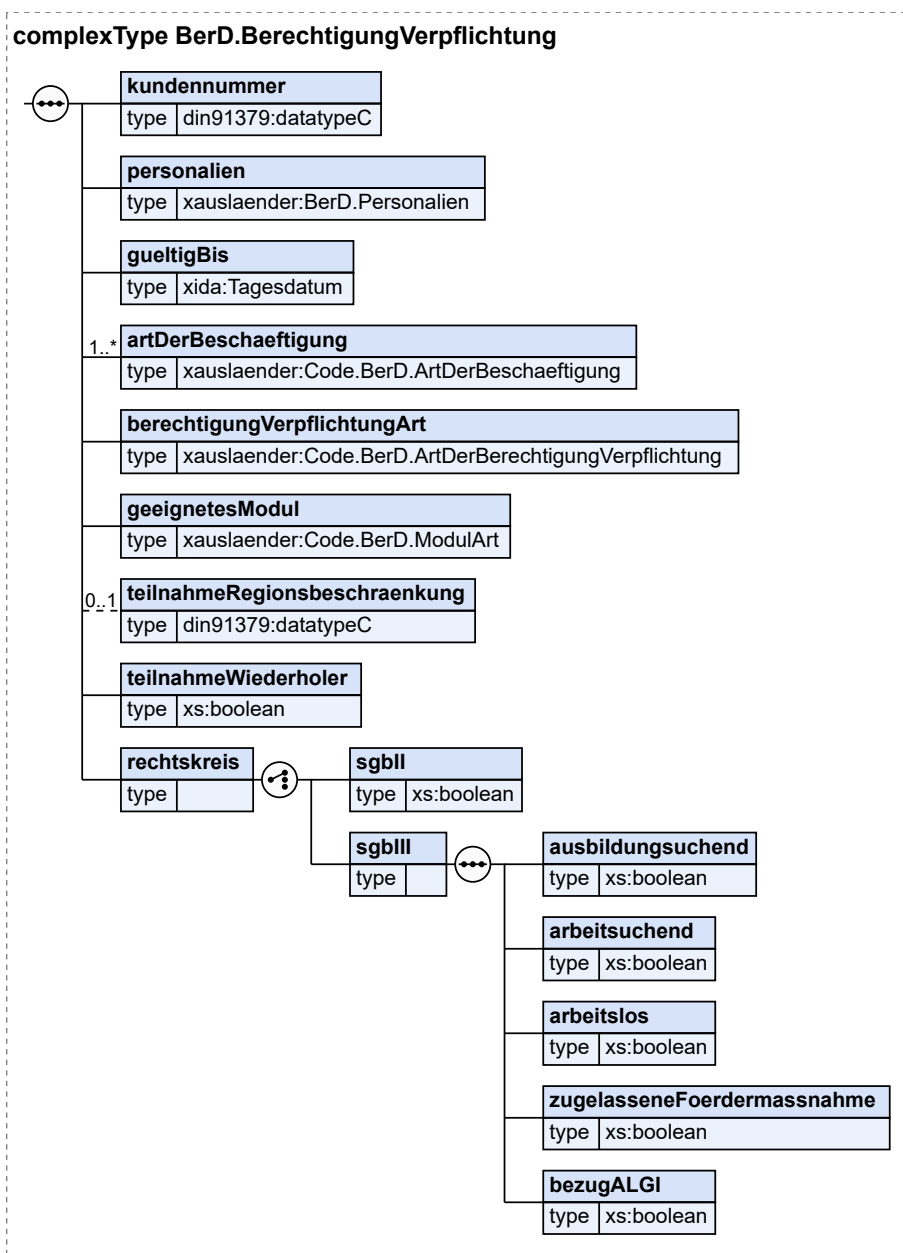 complexType BerD.BerechtigungVerpflichtung
kundennummer
type din91379:datatypeC
personalien
type xauslaender:BerD.Personalien
gueltigBis
type xida:Tagesdatum
1..* artDerBeschaeftigung
type xauslaender:Code.BerD.ArtDerBeschaeftigung
berechtigungVerpflichtungArt
type xauslaender:Code.BerD.ArtDerBerechtigungVerpflichtung
geeignetesModul
type xauslaender:Code.BerD.ModulArt
0..1 teilnahmeRegionsbeschraenkung
type din91379:datatypeC
teilnahmeWiederholer
type xs:boolean
rechtskreis
type
sgbII
type xs:boolean
sgbIII
type
ausbildungsuchend
type xs:boolean
arbeitsuchend
type xs:boolean
arbeitslos
type xs:boolean
zugelasseneFoerdermassnahme
type xs:boolean
bezugALGI
type xs:boolean